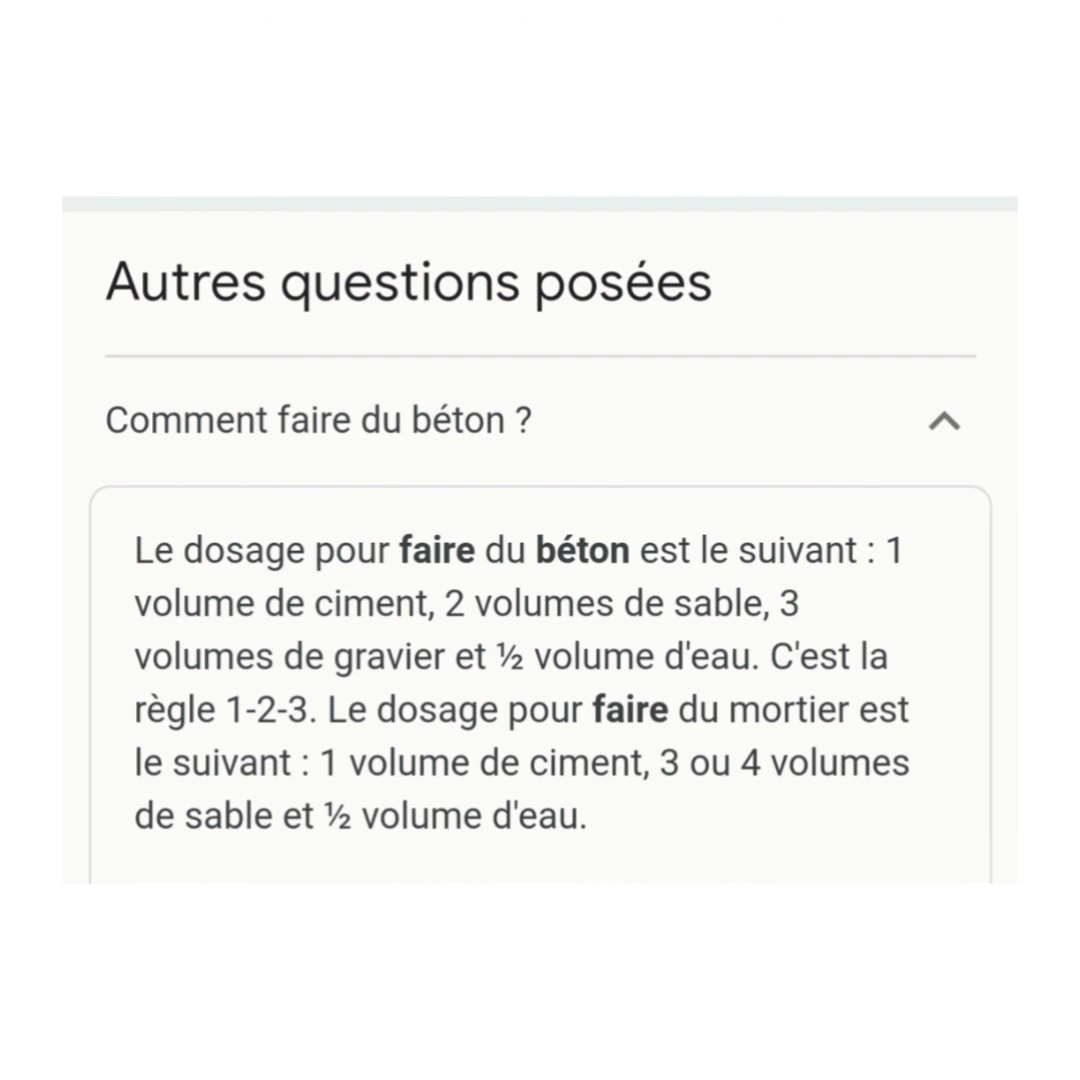 Autres questions posées
Comment faire du béton ?
Le dosage pour faire du béton est le suivant : 1
volume de ciment, 2 volumes de sable, 3
volumes de gravier et ½ volume d'eau. C'est la
règle 1-2-3. Le dosage pour faire du mortier est
le suivant : 1 volume de ciment, 3 ou 4 volumes
de sable et ½ volume d'eau.